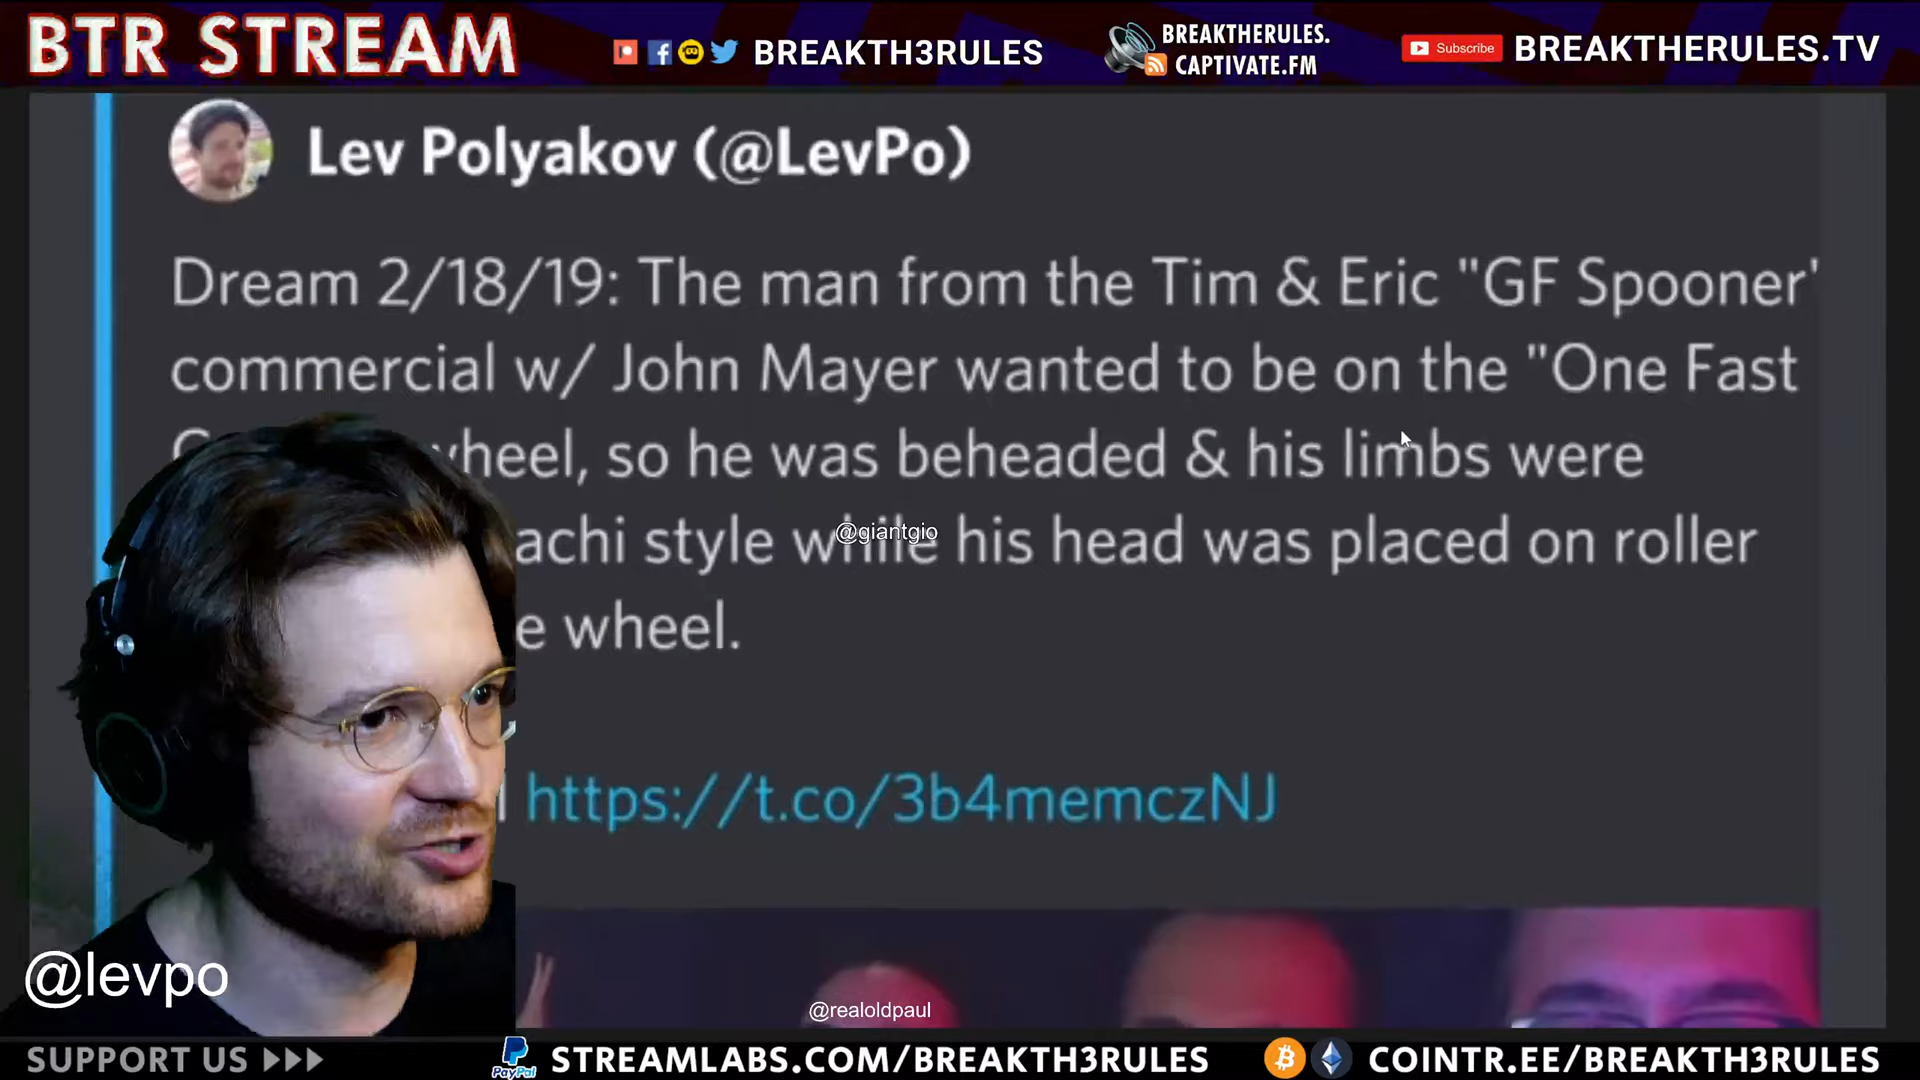 BTR STREAM
BREAKTH3RULES
BREAKTHERULES.
CAPTIVATE.FM
Subscribe
BREAKTHERULES.TV
Lev Polyakov (@LevPo)
Dream 2/18/19: The man from the Tim & Eric "GF Spooner'
commercial w/ John Mayer wanted to be on the "One Fast
wheel, so he was beheaded & his limbs were
@giantgio
achi style while his head was placed on roller
e wheel.
https://t.co/3b4memczNJ
@levpo
@realoldpaul
SUPPORT US
PayPal
STREAMLABS.COM/BREAKTH3RULES
COINTR.EE/BREAKTH3RULES